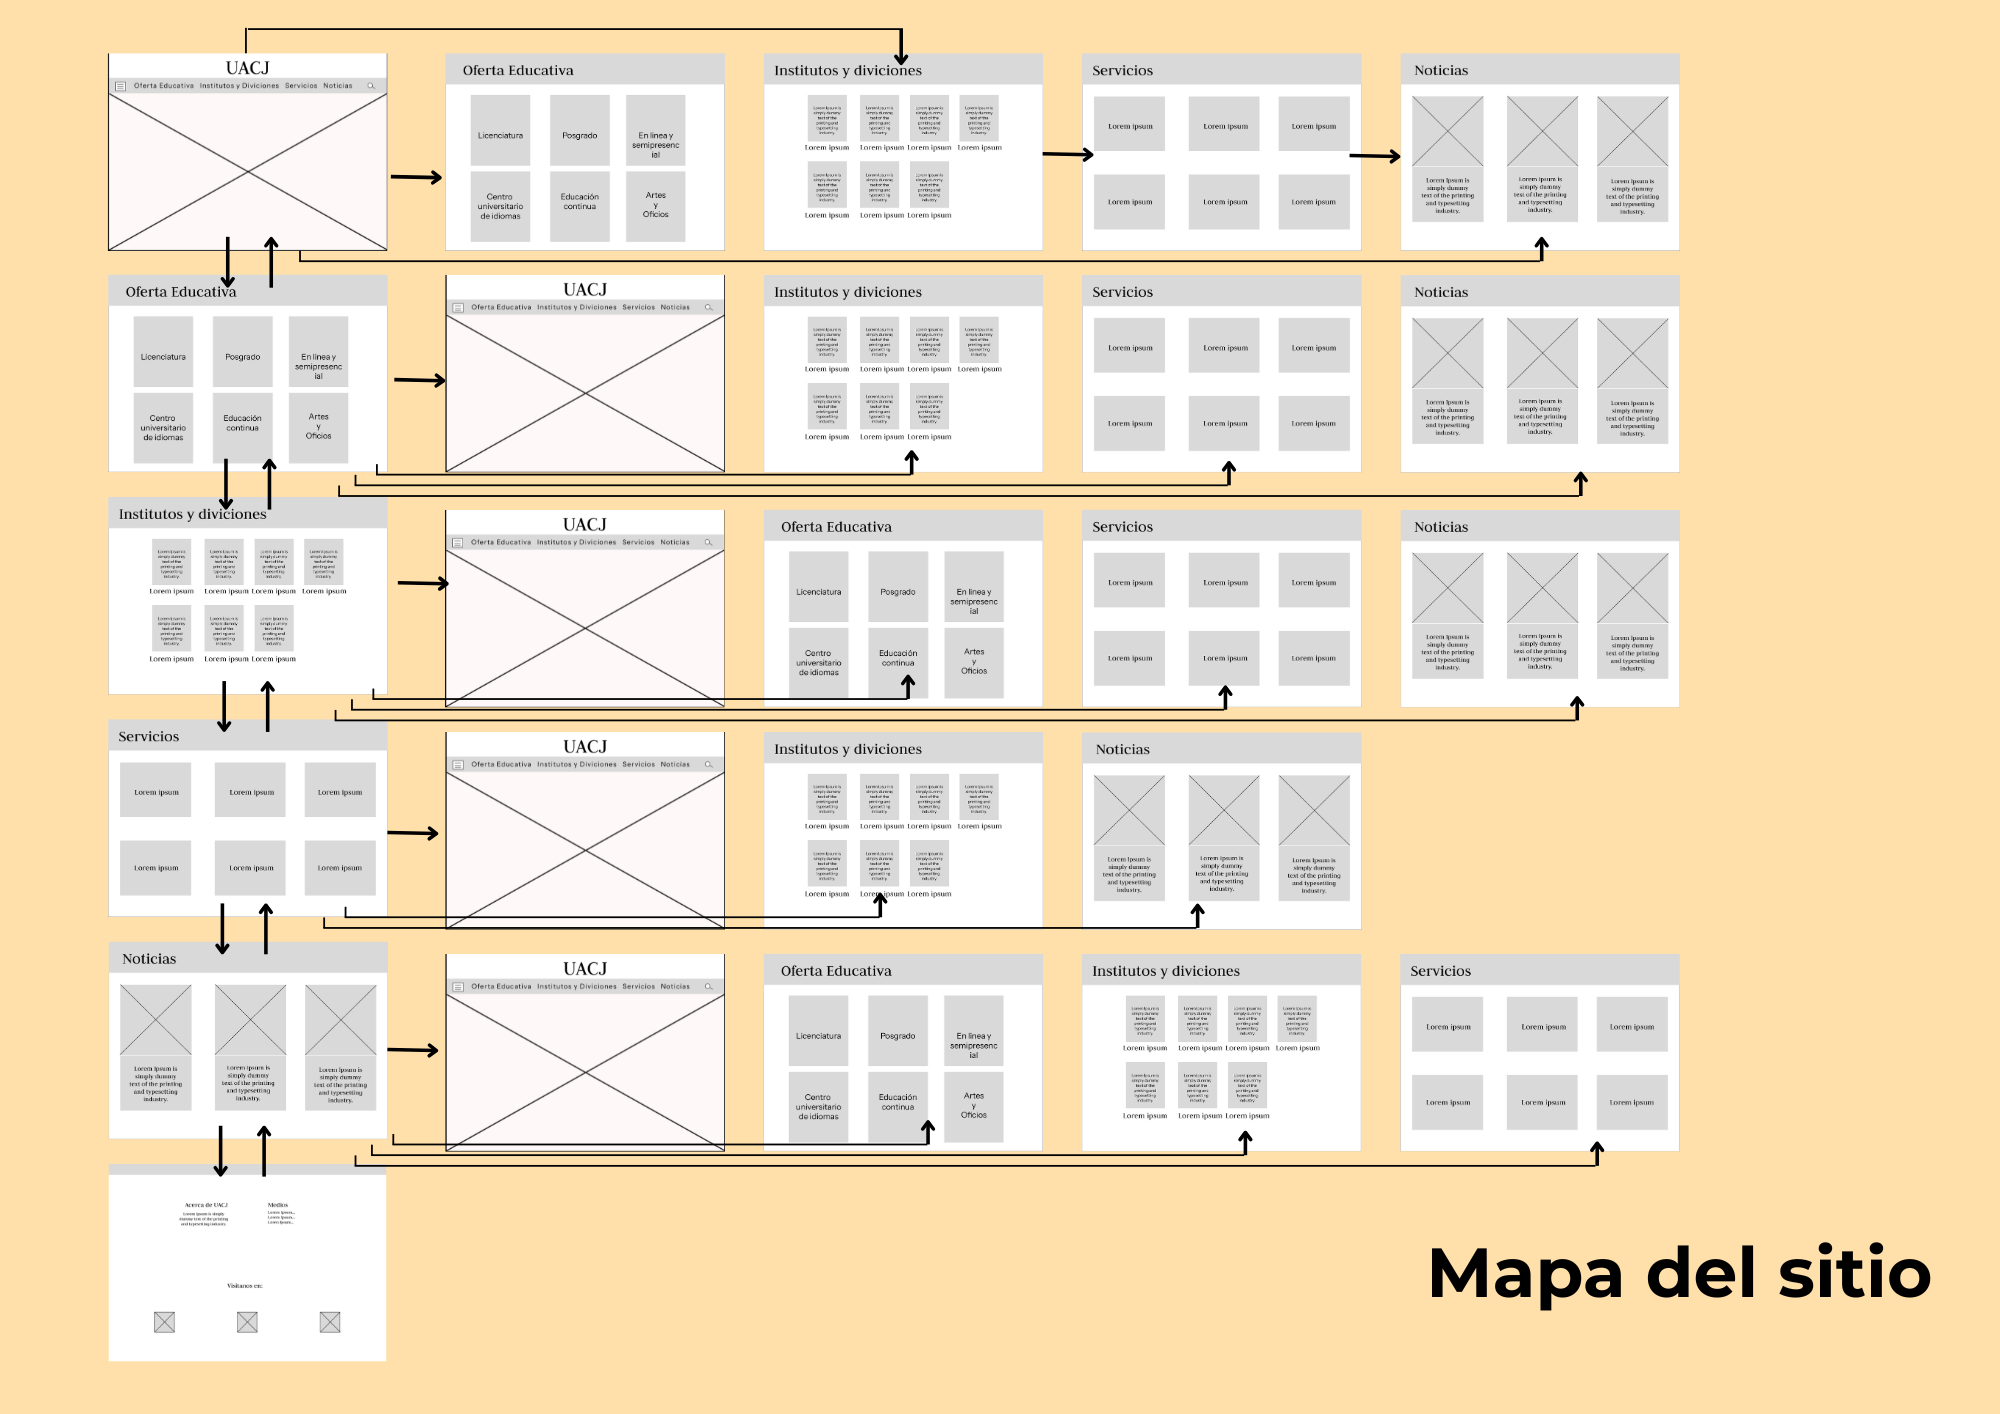 UACJ
Oferta Educativa Institutos y Diviciones Servicios Noticias
Oferta Educativa
Licenciatura
Posgrado
En linea y
semipresenc
ial
Centro
universitario
de idiomas
Educación
continua
Artes
y
Oficios
Institutos y diviciones
Lorem ipsum Lorem ipsum Lorem ipsum Lorem ipsum
Lorem ipsum Lorem ipsum Lorem ipsum
Servicios
Lorem ipsum Lorem ipsum Lorem ipsum
Lorem ipsum Lorem ipsum Lorem ipsum
Noticias
Lorem Ipsum is
simply dummy
text of the printing
and typesetting
industry.
Lorem Ipsum is
simply dummy
text of the printing
and typesetting
industry.
Lorem Ipsum is
simply dummy
text of the printing
and typesetting
industry.
Oferta Educativa
Licenciatura
Posgrado
En linea y
semipresenc
ial
Centro
universitario
de idiomas
Educación
continua
Artes
y
Oficios
UACJ
Oferta Educativa Institutos y Diviciones Servicios Noticias
Institutos y diviciones
Lorem ipsum Lorem ipsum Lorem ipsum Lorem ipsum
Lorem ipsum Lorem ipsum Lorem ipsum
Servicios
Lorem ipsum Lorem ipsum Lorem ipsum
Lorem ipsum Lorem ipsum Lorem ipsum
Noticias
Lorem Ipsum is
simply dummy
text of the printing
and typesetting
industry.
Lorem Ipsum is
simply dummy
text of the printing
and typesetting
industry.
Lorem Ipsum is
simply dummy
text of the printing
and typesetting
industry.
Institutos y diviciones
Lorem ipsum Lorem ipsum Lorem ipsum Lorem ipsum
Lorem ipsum Lorem ipsum Lorem ipsum
UACJ
Oferta Educativa Institutos y Diviciones Servicios Noticias
Oferta Educativa
Licenciatura
Posgrado
En linea y
semipresenc
ial
Centro
universitario
de idiomas
Educación
continua
Artes
y
Oficios
Servicios
Lorem ipsum Lorem ipsum Lorem ipsum
Lorem ipsum Lorem ipsum Lorem ipsum
Noticias
Lorem Ipsum is
simply dummy
text of the printing
and typesetting
industry.
Lorem Ipsum is
simply dummy
text of the printing
and typesetting
industry.
Lorem Ipsum is
simply dummy
text of the printing
and typesetting
industry.
Servicios
Lorem ipsum Lorem ipsum Lorem ipsum
Lorem ipsum Lorem ipsum Lorem ipsum
UACJ
Oferta Educativa Institutos y Diviciones Servicios Noticias
Institutos y diviciones
Lorem ipsum Lorem ipsum Lorem ipsum Lorem ipsum
Lorem ipsum Lorem ipsum Lorem ipsum
Noticias
Lorem Ipsum is
simply dummy
text of the printing
and typesetting
industry.
Lorem Ipsum is
simply dummy
text of the printing
and typesetting
industry.
Lorem Ipsum is
simply dummy
text of the printing
and typesetting
industry.
Noticias
Lorem Ipsum is
simply dummy
text of the printing
and typesetting
industry.
Lorem Ipsum is
simply dummy
text of the printing
and typesetting
industry.
Lorem Ipsum is
simply dummy
text of the printing
and typesetting
industry.
UACJ
Oferta Educativa Institutos y Diviciones Servicios Noticias
Oferta Educativa
Licenciatura
Posgrado
En linea y
semipresenc
ial
Centro
universitario
de idiomas
Educación
continua
Artes
y
Oficios
Institutos y diviciones
Lorem ipsum Lorem ipsum Lorem ipsum Lorem ipsum
Lorem ipsum Lorem ipsum Lorem ipsum
Servicios
Lorem ipsum Lorem ipsum Lorem ipsum
Lorem ipsum Lorem ipsum Lorem ipsum
Acerca de UACJ
Lorem Ipsum is simply
dummy text of the printing
and typesetting industry.
Medios
Lorem Ipsum...
Lorem Ipsum...
Lorem Ipsum...
Visitanos en:
Mapa del sitio